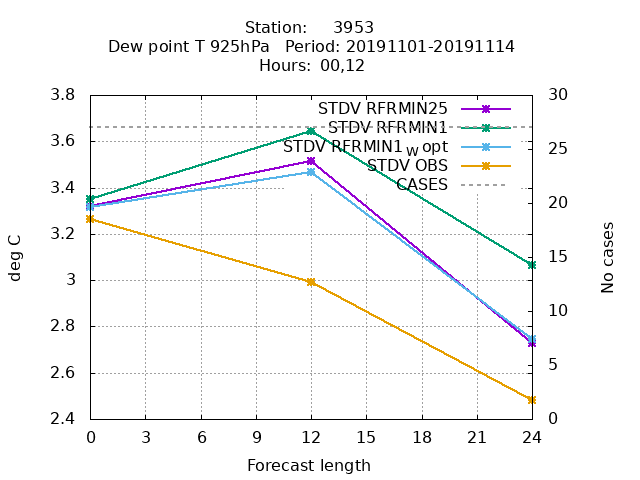 Station:     3953
Dew point T 925hPa   Period: 20191101-20191114
Hours:  00,12
3.8
3.6
3.4
3.2
3
2.8
2.6
2.4
deg C
30
25
20
15
10
5
0
No cases
STDV RFRMIN25
STDV RFRMIN1
STDV RFRMIN1 w opt
STDV OBS
CASES
0 3 6 9 12 15 18 21 24
Forecast length